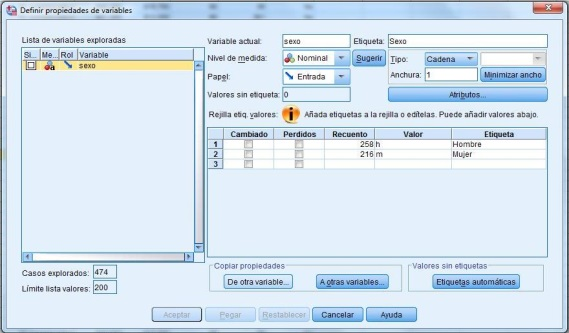 Definir propiedades de variables
Lista de variables exploradas
Si... Me... Rol Variable
sexo
Casos explorados: 474
Límite lista valores: 200
Variable actual: sexo Etiqueta: Sexo
Nivel de medida: Nominal Sugerir Tipo: Cadena
Papel: Entrada Anchura: 1 Minimizar ancho
Valores sin etiqueta: 0 Atributos...
Rejilla etiq. valores: Añada etiquetas a la rejilla o edítelas. Puede añadir valores abajo.
Cambiado Perdidos Recuento Valor Etiqueta
1 258 h Hombre
2 216 m Mujer
3
Copiar propiedades
De otra variable... A otras variables...
Valores sin etiquetas
Etiquetas automáticas
Aceptar Pegar Restablecer Cancelar Ayuda